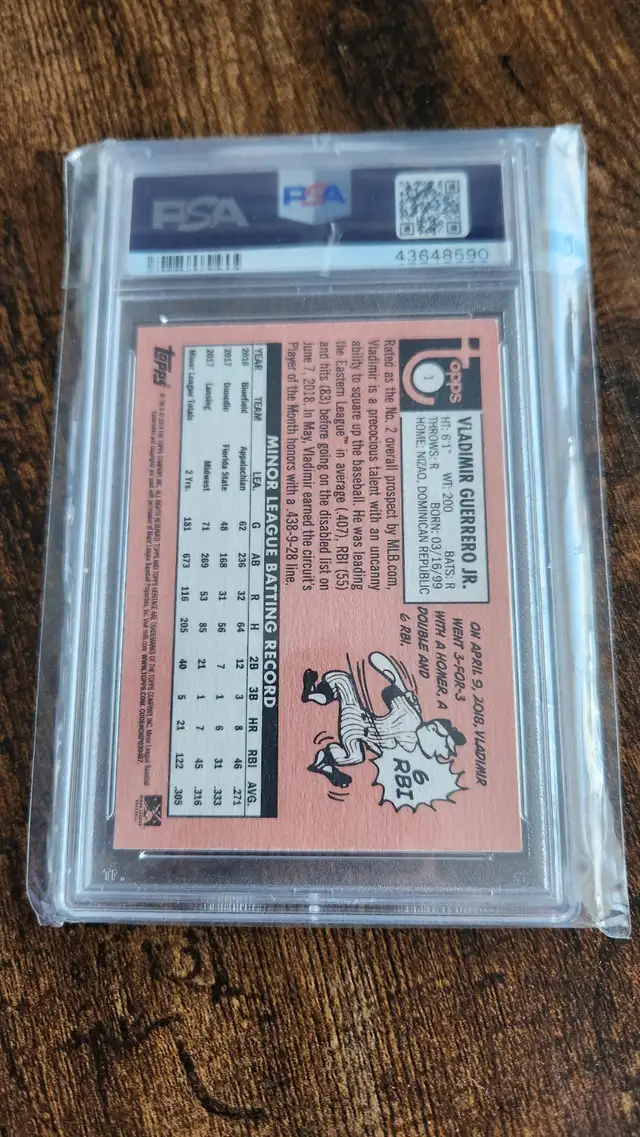 PSA
PSA
43648590
topps
1
VLADIMIR GUERRERO JR.
HT: 6'1" WT: 200 BATS: R
THROWS: R BORN: 03/16/99
HOME: NIZAO, DOMINICAN REPUBLIC
ON APRIL 9, 2018, VLADIMIR
WENT 3-FOR-3
WITH A HOMER, A
DOUBLE AND
6 RBI.
6
RBI
Rated as the No. 2 overall prospect by MLB.com,
Vladimir is a precocious talent with an uncanny
ability to square up the baseball. He was leading
the Eastern League™ in average (.407), RBI (55)
and hits (83) before going on the disabled list on
June 7, 2018. In May, Vladimir earned the circuit's
Player of the Month honors with a .438-9-28 line.
MINOR LEAGUE BATTING RECORD
YEAR TEAM LEA. G AB R H 2B 3B HR RBI AVG.
2016 Bluefield Appalachian 62 236 32 64 12 3 8 46 .271
2017 Dunedin Florida State 48 168 31 56 7 1 6 31 .333
2017 Lansing Midwest 71 269 53 85 21 1 7 45 .316
Minor League Totals 2 Yrs. 181 673 116 205 40 5 21 122 .305
topps